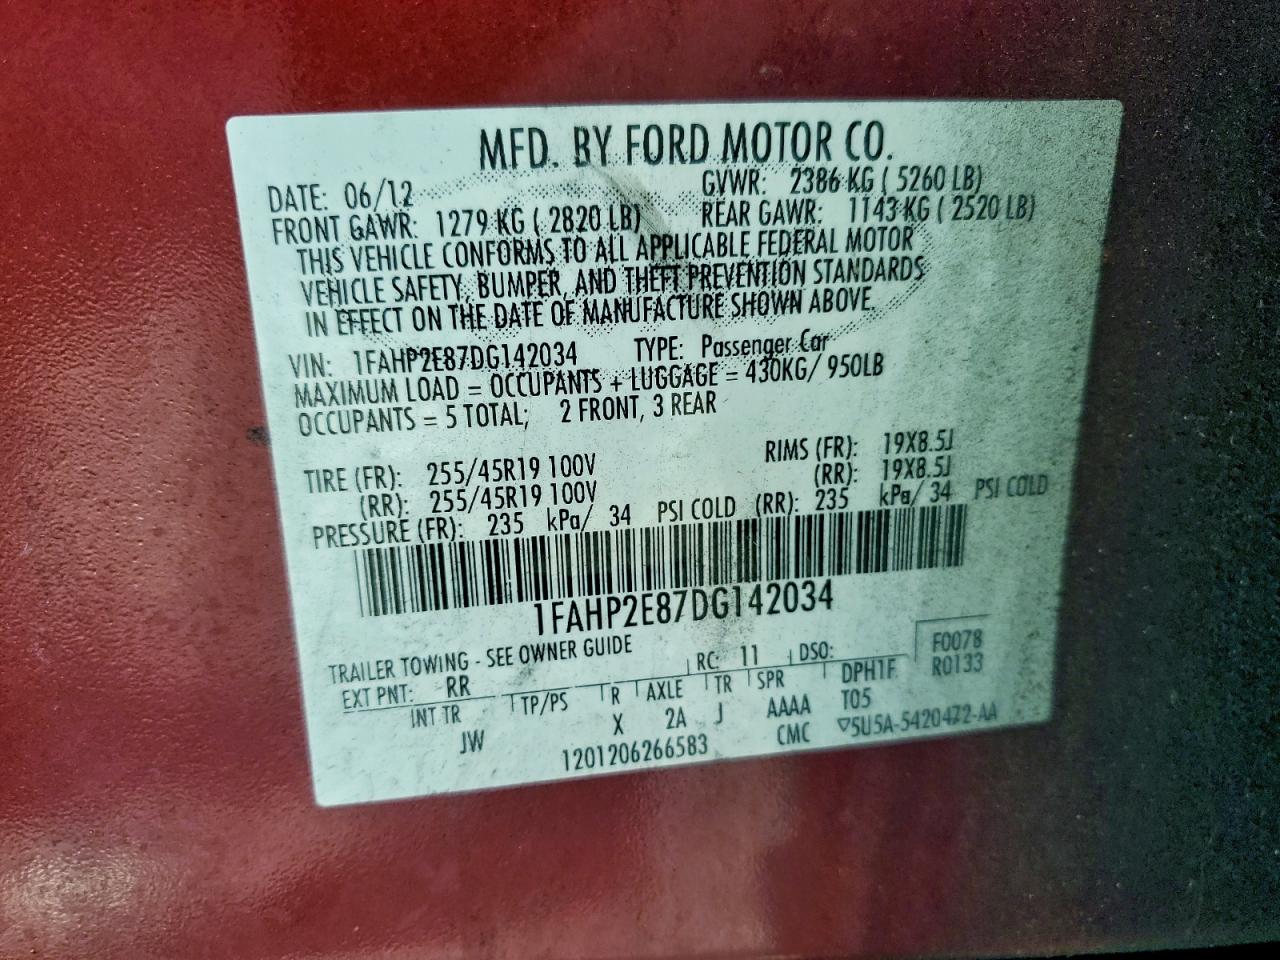 MFD. BY FORD MOTOR CO.
DATE: 06/12 GVWR: 2386 KG ( 5260 LB)
FRONT GAWR: 1279 KG ( 2820 LB) REAR GAWR: 1143 KG ( 2520 LB)
THIS VEHICLE CONFORMS TO ALL APPLICABLE FEDERAL MOTOR
VEHICLE SAFETY, BUMPER, AND THEFT PREVENTION STANDARDS
IN EFFECT ON THE DATE OF MANUFACTURE SHOWN ABOVE.
VIN: 1FAHP2E87DG142034 TYPE: Passenger Car
MAXIMUM LOAD = OCCUPANTS + LUGGAGE = 430KG/ 950LB
OCCUPANTS = 5 TOTAL; 2 FRONT, 3 REAR
TIRE (FR): 255/45R19 100V RIMS (FR): 19X8.5J
(RR): 255/45R19 100V (RR): 19X8.5J
PRESSURE (FR): 235 kPa/ 34 PSI COLD (RR): 235 kPa/ 34 PSI COLD
1FAHP2E87DG142034
TRAILER TOWING - SEE OWNER GUIDE
EXT PNT: RR RC: 11 DSO: F0078
R0133
INT TR TP/PS R AXLE TR SPR DPH1F
JW X 2A J AAAA T05
1201206266583 CMC ▽5U5A-5420472-AA